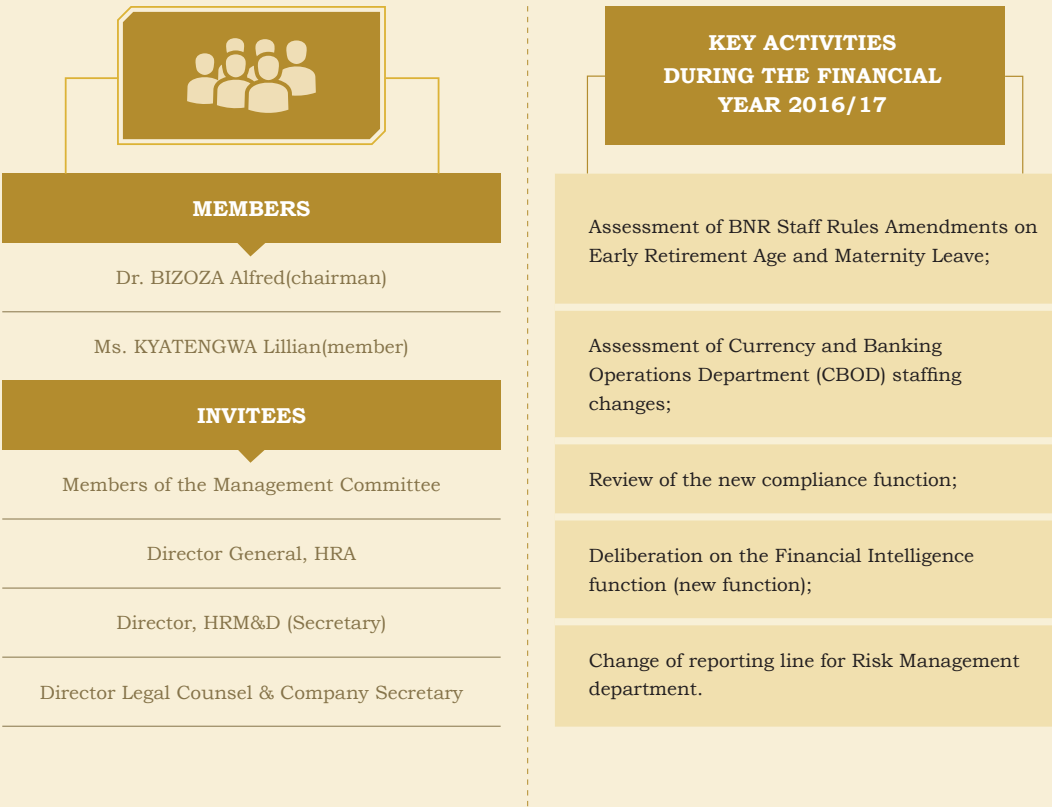 MEMBERS
Dr. BIZOZA Alfred(chairman)
Ms. KYATENGWA Lillian(member)
INVITEES
Members of the Management Committee
Director General, HRA
Director, HRM&D (Secretary)
Director Legal Counsel & Company Secretary
KEY ACTIVITIES
DURING THE FINANCIAL
YEAR 2016/17
Assessment of BNR Staff Rules Amendments on
Early Retirement Age and Maternity Leave;
Assessment of Currency and Banking
Operations Department (CBOD) staffing
changes;
Review of the new compliance function;
Deliberation on the Financial Intelligence
function (new function);
Change of reporting line for Risk Management
department.